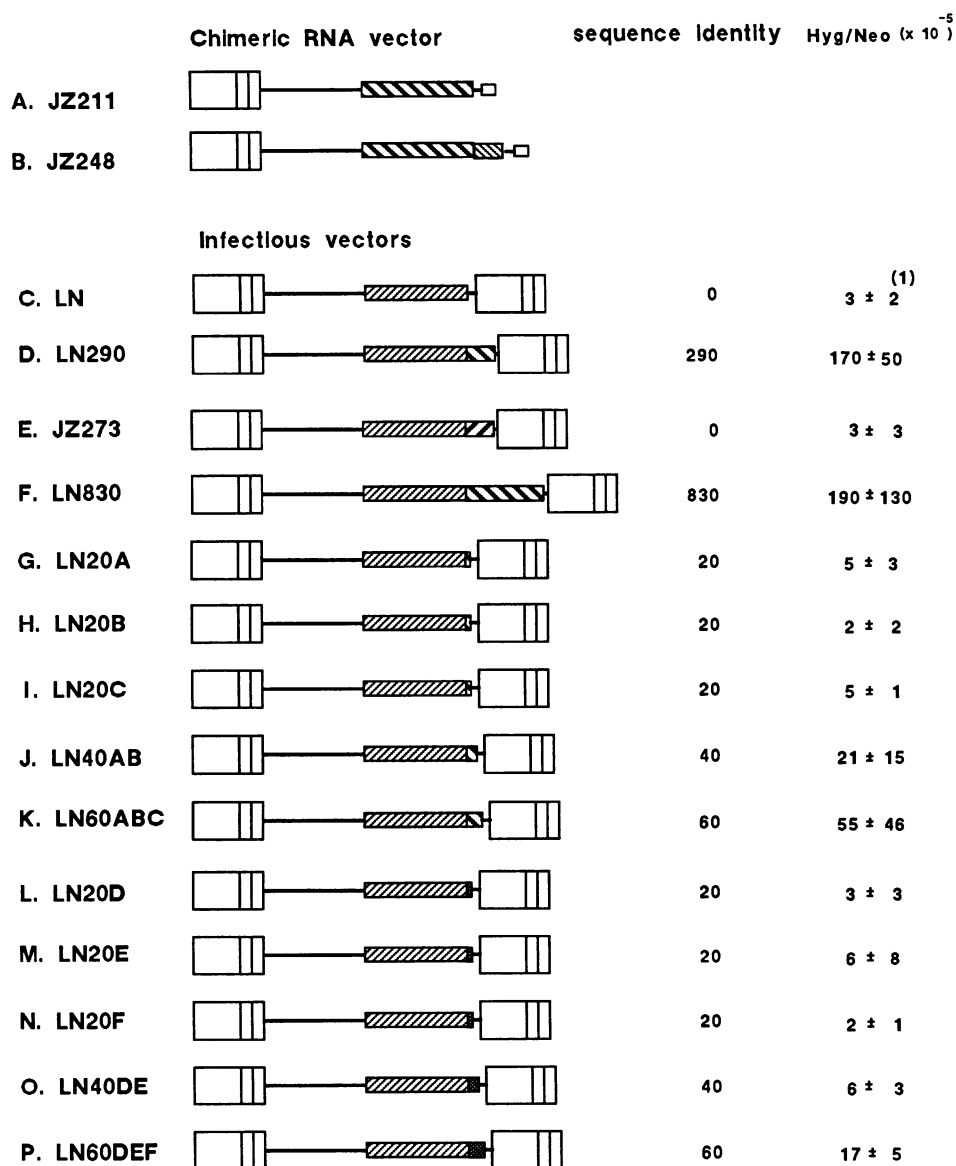 Chimeric RNA vector sequence identity Hyg/Neo (x 10⁻⁵)
A. JZ211
B. JZ248
Infectious vectors
C. LN 0 3 ± 2 (1)
D. LN290 290 170 ± 50
E. JZ273 0 3 ± 3
F. LN830 830 190 ± 130
G. LN20A 20 5 ± 3
H. LN20B 20 2 ± 2
I. LN20C 20 5 ± 1
J. LN40AB 40 21 ± 15
K. LN60ABC 60 55 ± 46
L. LN20D 20 3 ± 3
M. LN20E 20 6 ± 8
N. LN20F 20 2 ± 1
O. LN40DE 40 6 ± 3
P. LN60DEF 60 17 ± 5